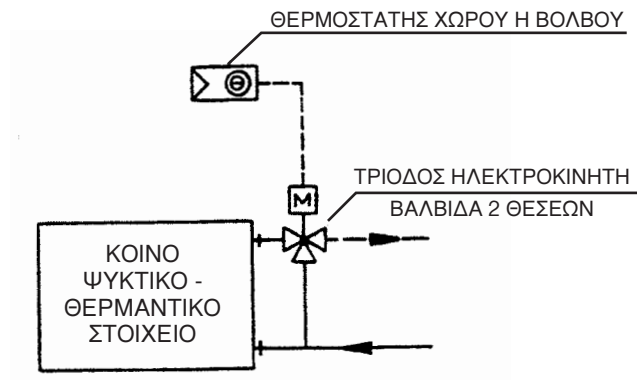 ΘΕΡΜΟΣΤΑΤΗΣ ΧΩΡΟΥ Η ΒΟΛΒΟΥ
Θ
M
ΤΡΙΟΔΟΣ ΗΛΕΚΤΡΟΚΙΝΗΤΗ
ΒΑΛΒΙΔΑ 2 ΘΕΣΕΩΝ
ΚΟΙΝΟ
ΨΥΚΤΙΚΟ -
ΘΕΡΜΑΝΤΙΚΟ
ΣΤΟΙΧΕΙΟ